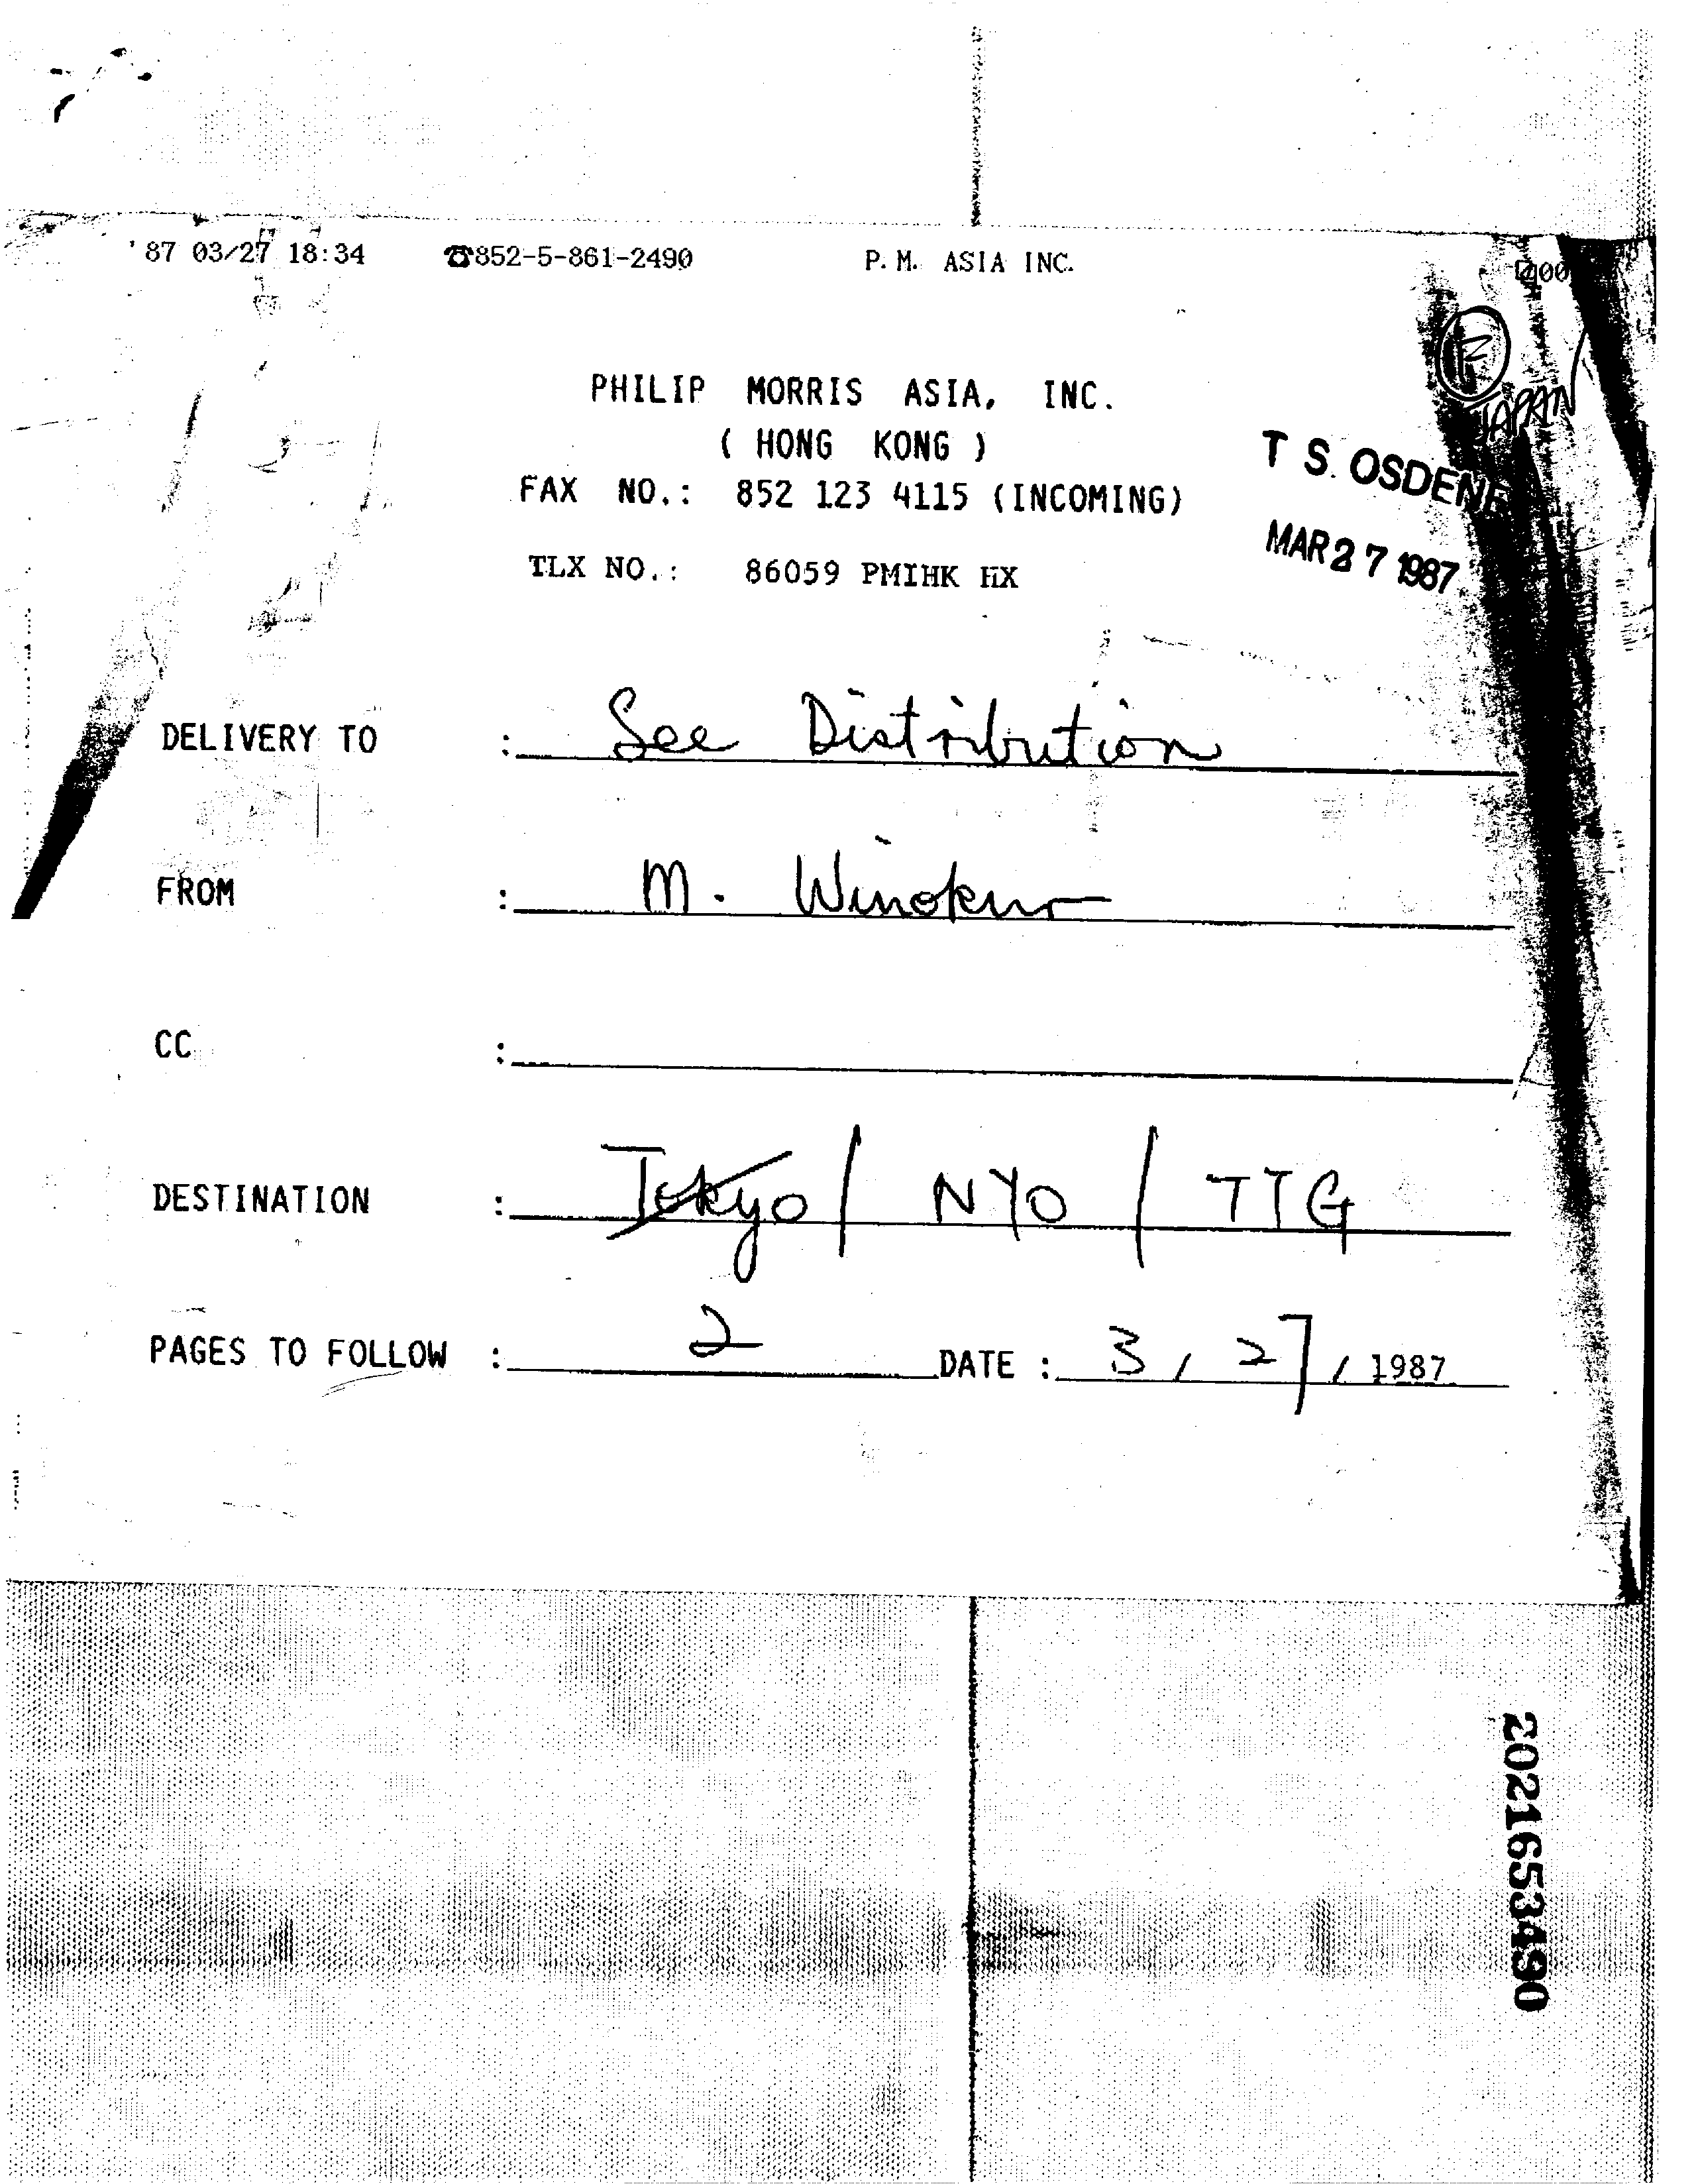 '87 03/27 18:34 ☎852-5-861-2490 P.M. ASIA INC.
PHILIP MORRIS ASIA, INC.
( HONG KONG )
FAX NO.: 852 123 4115 (INCOMING)
TLX NO.: 86059 PMIHK HX
JAPAN
T S. OSDENE
MAR 27 1987
DELIVERY TO : See Distribution
FROM : M. Winokur
CC :
DESTINATION : Tokyo / NYO / TTG
PAGES TO FOLLOW : 2 DATE : 3 / 27 / 1987
2021653490